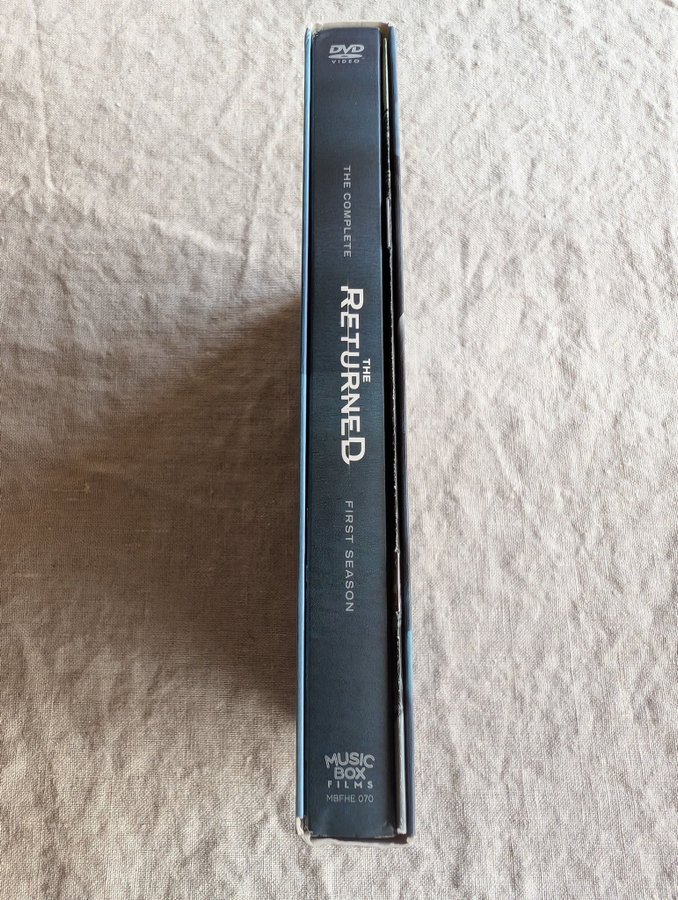 DVD
VIDEO
THE COMPLETE
THE
RETURNED
FIRST SEASON
MUSIC
BOX
FILMS
MBFHE 070